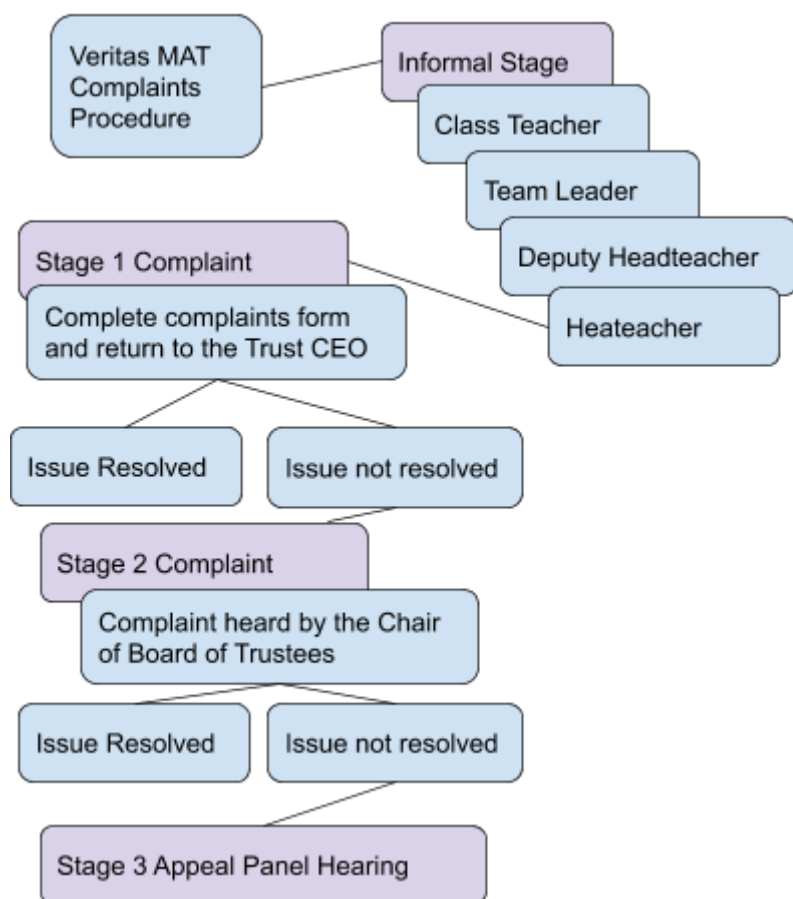 Veritas MAT
Complaints
Procedure
Informal Stage
Class Teacher
Team Leader
Deputy Headteacher
Heateacher
Stage 1 Complaint
Complete complaints form
and return to the Trust CEO
Issue Resolved
Issue not resolved
Stage 2 Complaint
Complaint heard by the Chair
of Board of Trustees
Issue Resolved
Issue not resolved
Stage 3 Appeal Panel Hearing